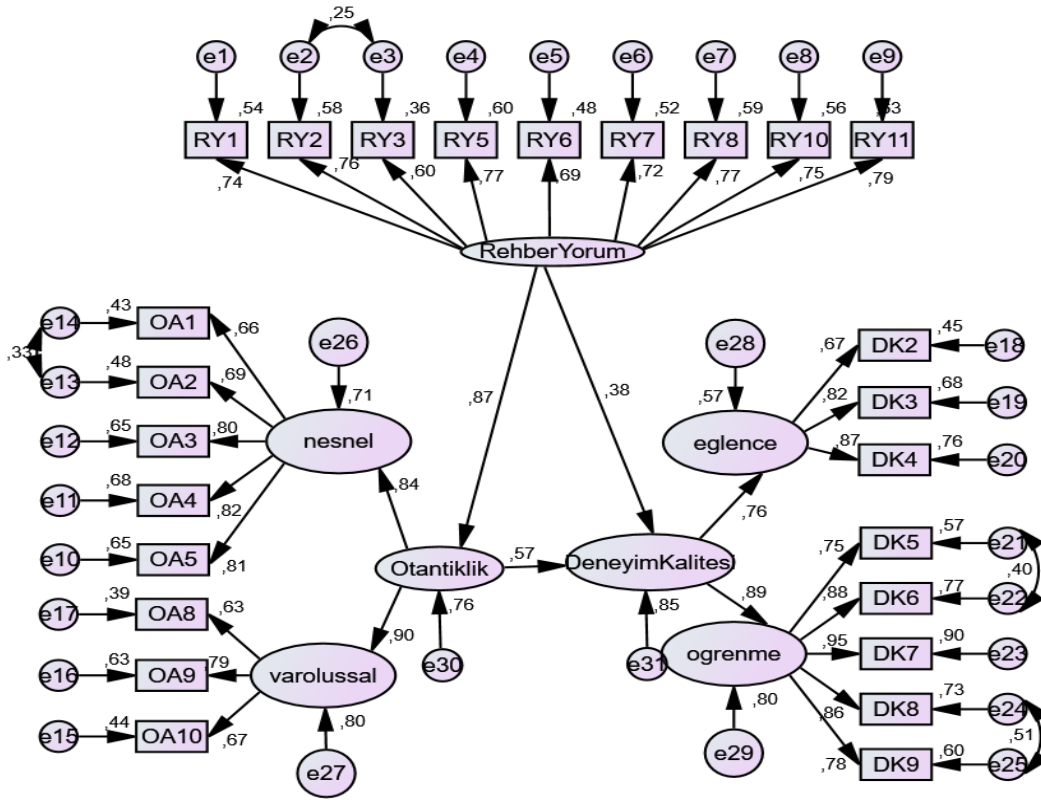 ,25
e1 e2 e3 e4 e5 e6 e7 e8 e9
,54 ,58 ,36 ,60 ,48 ,52 ,59 ,56 ,63
RY1 RY2 RY3 RY5 RY6 RY7 RY8 RY10 RY11
,74 ,76 ,60 ,77 ,69 ,72 ,77 ,75 ,79
RehberYorum
,87 ,38
e14 ,43 OA1 ,66
,33
e13 ,48 OA2 ,69
e12 ,65 OA3 ,80
e11 ,68 OA4 ,82
e10 ,65 OA5 ,81
e26
,71
nesnel
,84
e17 ,39 OA8 ,63
e16 ,63 OA9 ,79
e15 ,44 OA10 ,67
varolussal
,90
,80
e27
Otantiklik
,76
e30
,57
DeneyimKalitesi
,85
e31
e28
,57
eglence
,76
,67 DK2 ,45 e18
,82 DK3 ,68 e19
,87 DK4 ,76 e20
,89
ogrenme
,80
e29
,75 DK5 ,57 e21
,40
,88 DK6 ,77 e22
,95 DK7 ,90 e23
,86 DK8 ,73 e24
,51
,78 DK9 ,60 e25